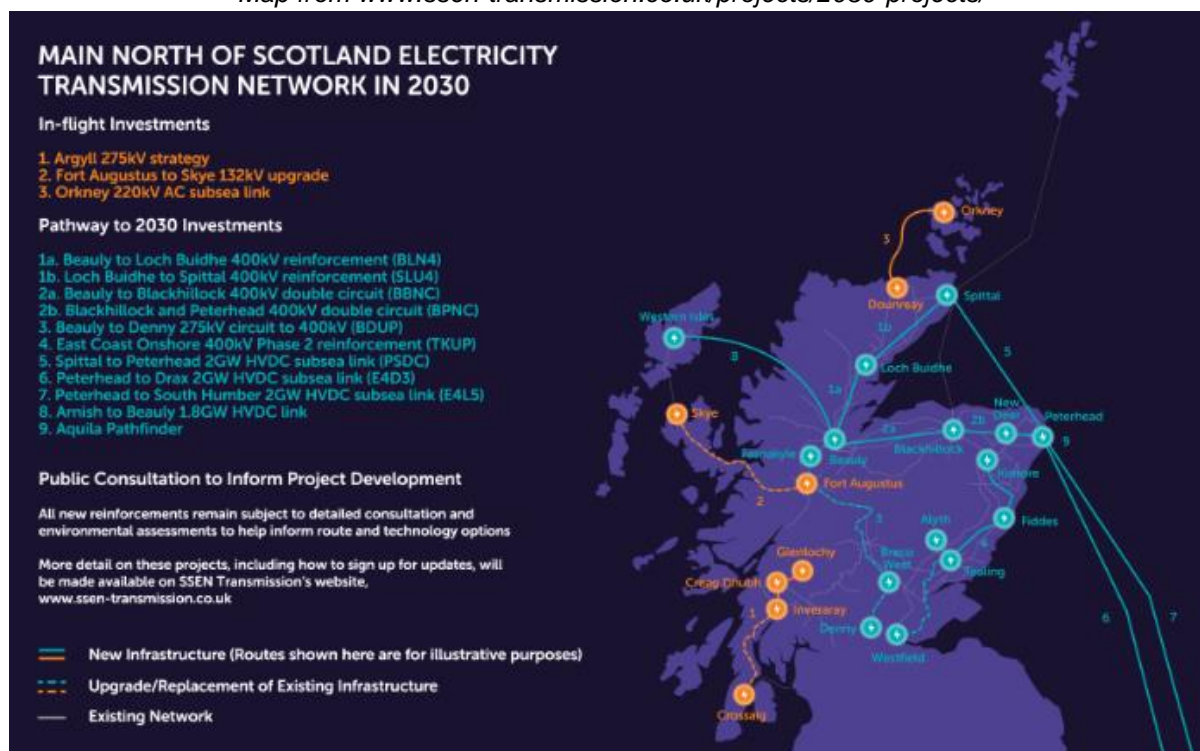 Map from www.ssen-transmission.co.uk/projects/2030-projects/
MAIN NORTH OF SCOTLAND ELECTRICITY
TRANSMISSION NETWORK IN 2030
In-flight Investments
1. Argyll 275kV strategy
2. Fort Augustus to Skye 132kV upgrade
3. Orkney 220kV AC subsea link
Pathway to 2030 Investments
1a. Beauly to Loch Buidhe 400kV reinforcement (BLN4)
1b. Loch Buidhe to Spittal 400kV reinforcement (SLU4)
2a. Beauly to Blackhillock 400kV double circuit (BBNC)
2b. Blackhillock and Peterhead 400kV double circuit (BPNC)
3. Beauly to Denny 275kV circuit to 400kV (BDUP)
4. East Coast Onshore 400kV Phase 2 reinforcement (TKUP)
5. Spittal to Peterhead 2GW HVDC subsea link (PSDC)
6. Peterhead to Drax 2GW HVDC subsea link (E4D3)
7. Peterhead to South Humber 2GW HVDC subsea link (E4L5)
8. Arnish to Beauly 1.8GW HVDC link
9. Aquila Pathfinder
Public Consultation to Inform Project Development
All new reinforcements remain subject to detailed consultation and
environmental assessments to help inform route and technology options
More detail on these projects, including how to sign up for updates, will
be made available on SSEN Transmission's website,
www.ssen-transmission.co.uk
New Infrastructure (Routes shown here are for illustrative purposes)
Upgrade/Replacement of Existing Infrastructure
Existing Network
Orkney
3
Dounreay
Spittal
Western Isles
1b
5
8
Loch Buidhe
1a
Skye
New
Deer
Peterhead
2a
2b
9
Blackhillock
Beauly
Kintore
Fort Augustus
2
3
Alyth
Fiddes
4
Glenlochy
Tealing
Creag Dhubh
Inveraray
1
Denny
Westfield
6
7
Crossaig